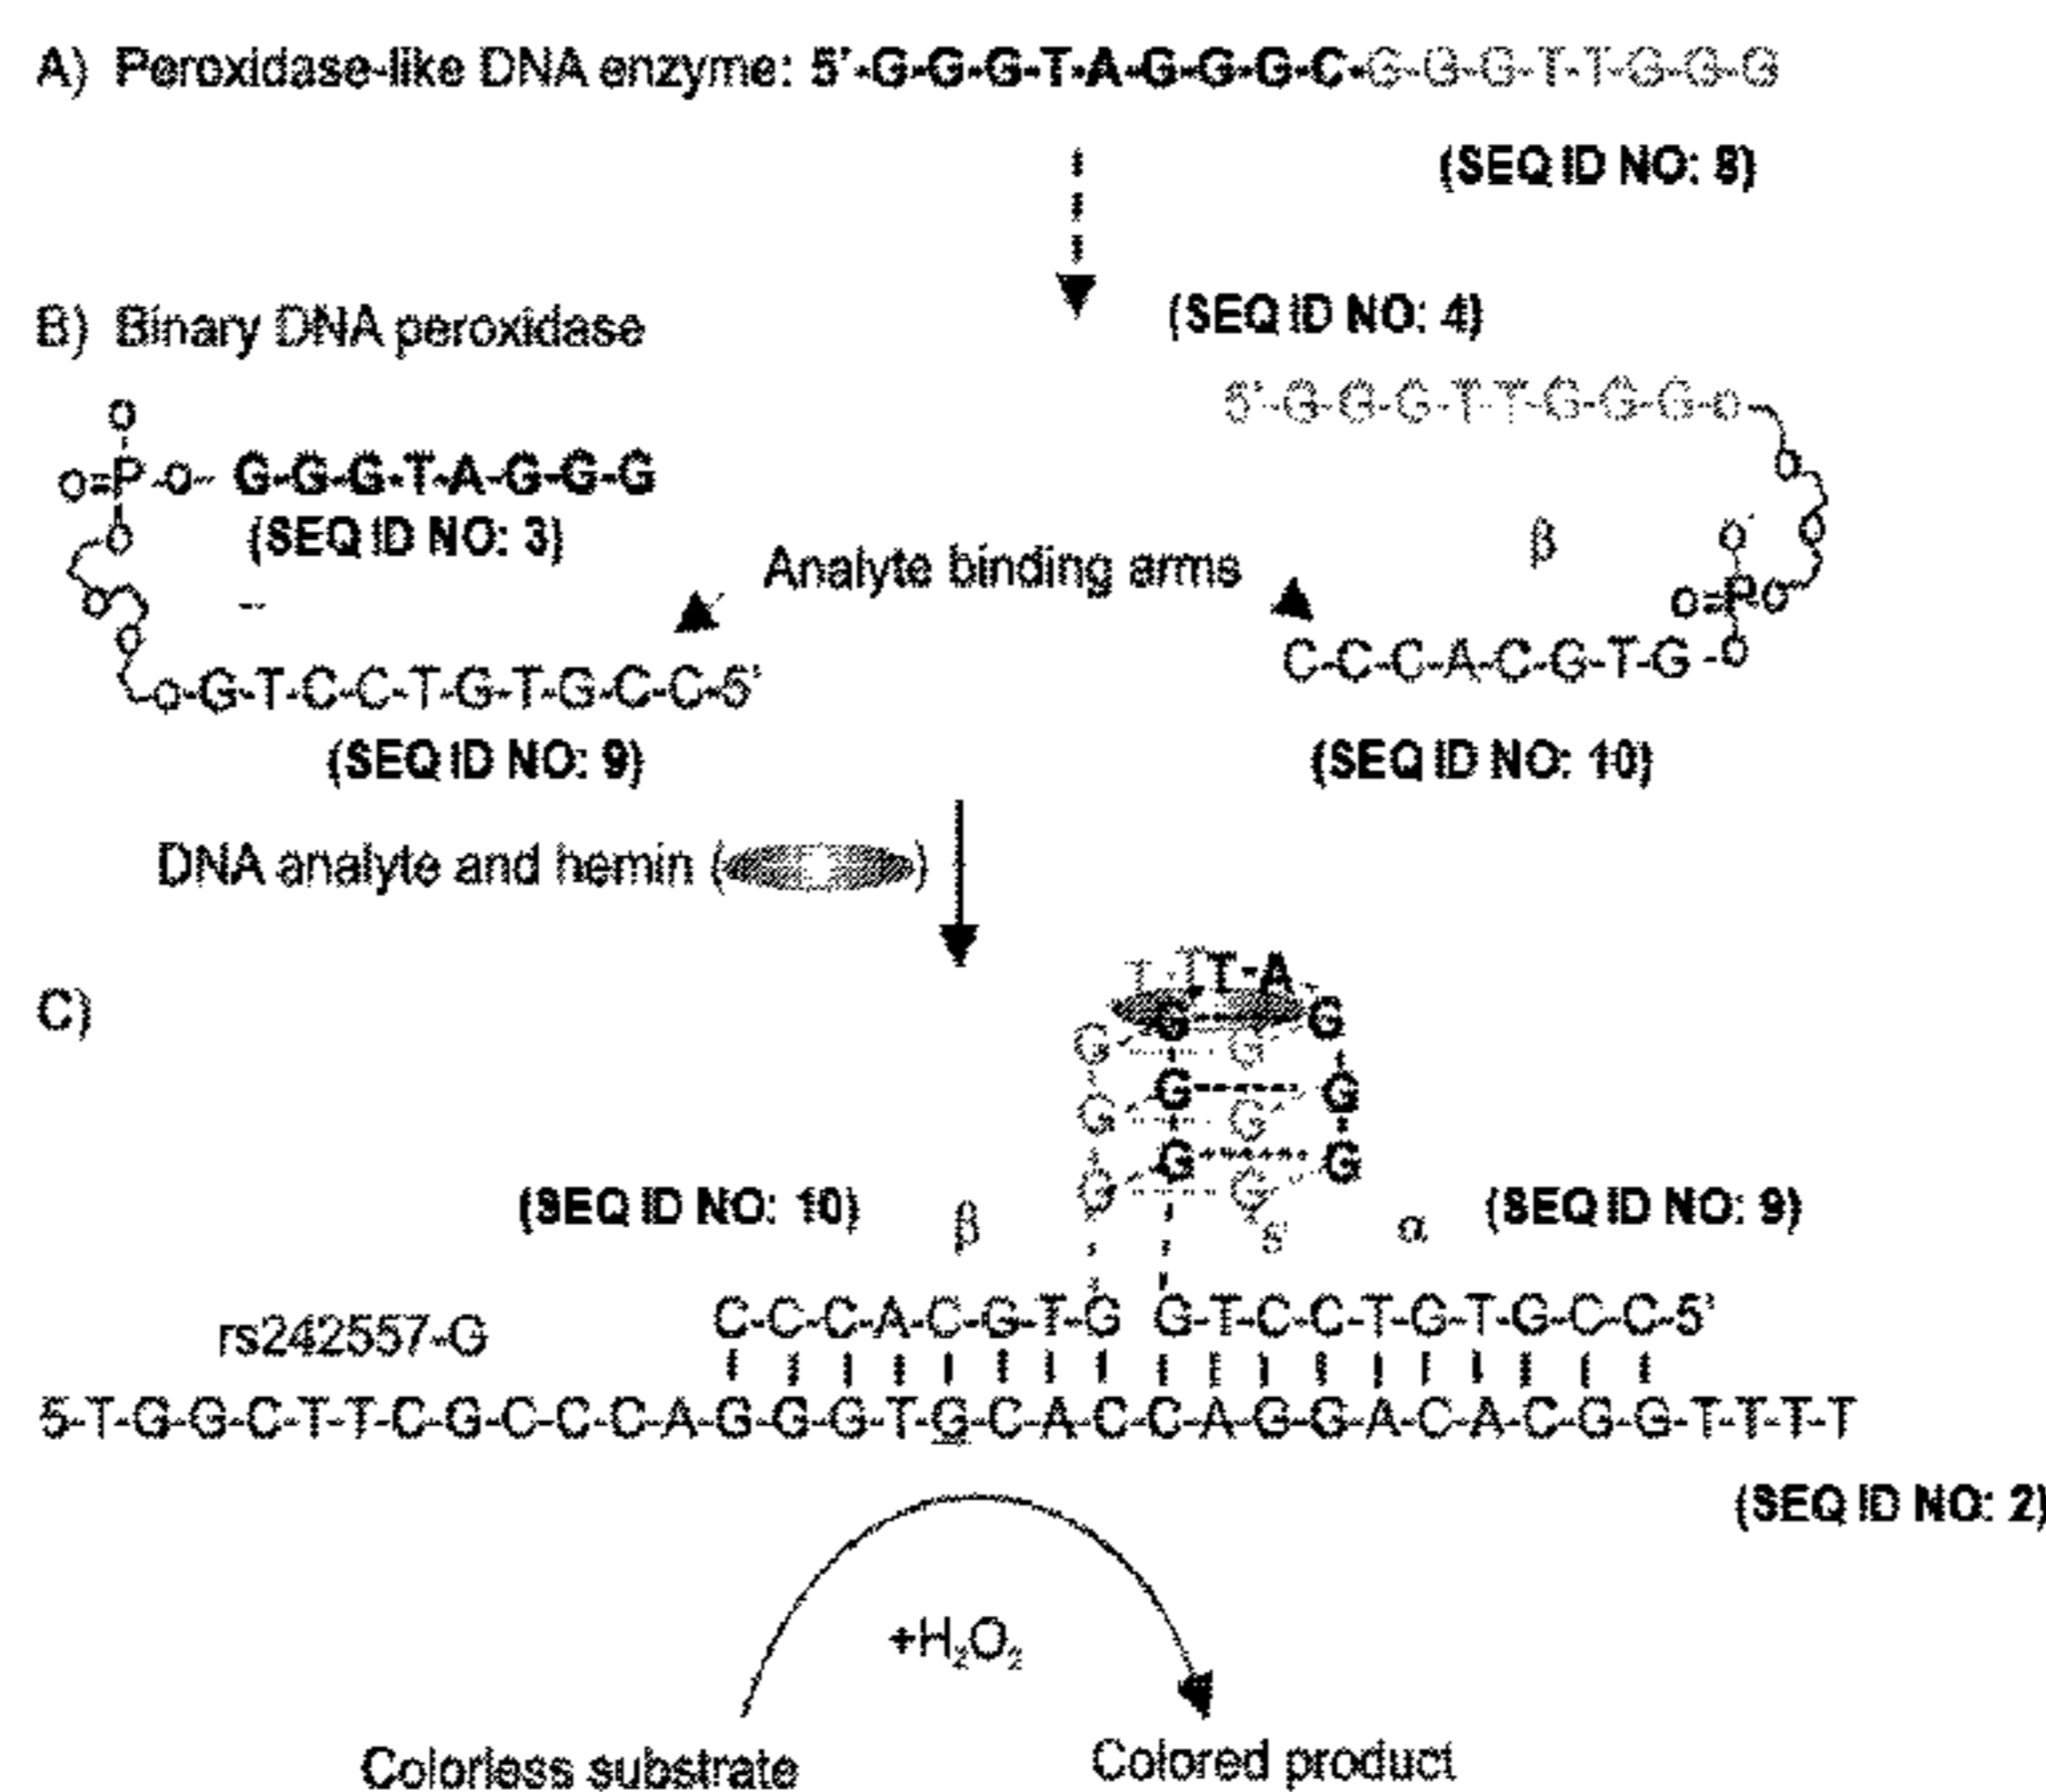 A) Peroxidase-like DNA enzyme: 5'-G-G-G-T-A-G-G-G-C-G-G-G-T-T-G-G-G
(SEQ ID NO: 8)
B) Binary DNA peroxidase
(SEQ ID NO: 4)
5'-G-G-G-T-T-G-G-G-o
O
O=P-O-G-G-G-T-A-G-G-G
(SEQ ID NO: 3)
O
O
O
O
O
O
β
Analyte binding arms
O-
O=P-O
O
C-C-C-A-C-G-T-G-O
o-G-T-C-C-T-G-T-G-C-C-5'
(SEQ ID NO: 9)
(SEQ ID NO: 10)
DNA analyte and hemin ( )
C)
T-T T-A
G G
G G
G G
G G
G G
G G
(SEQ ID NO: 10) β 5' α (SEQ ID NO: 9)
rs242557-G
C-C-C-A-C-G-T-G G-T-C-C-T-G-T-G-C-C-5'
5-T-G-G-C-T-T-C-G-C-C-C-A-G-G-G-T-G-C-A-C-C-A-G-G-A-C-A-C-G-G-T-T-T-T
(SEQ ID NO: 2)
+H₂O₂
Colorless substrate Colored product